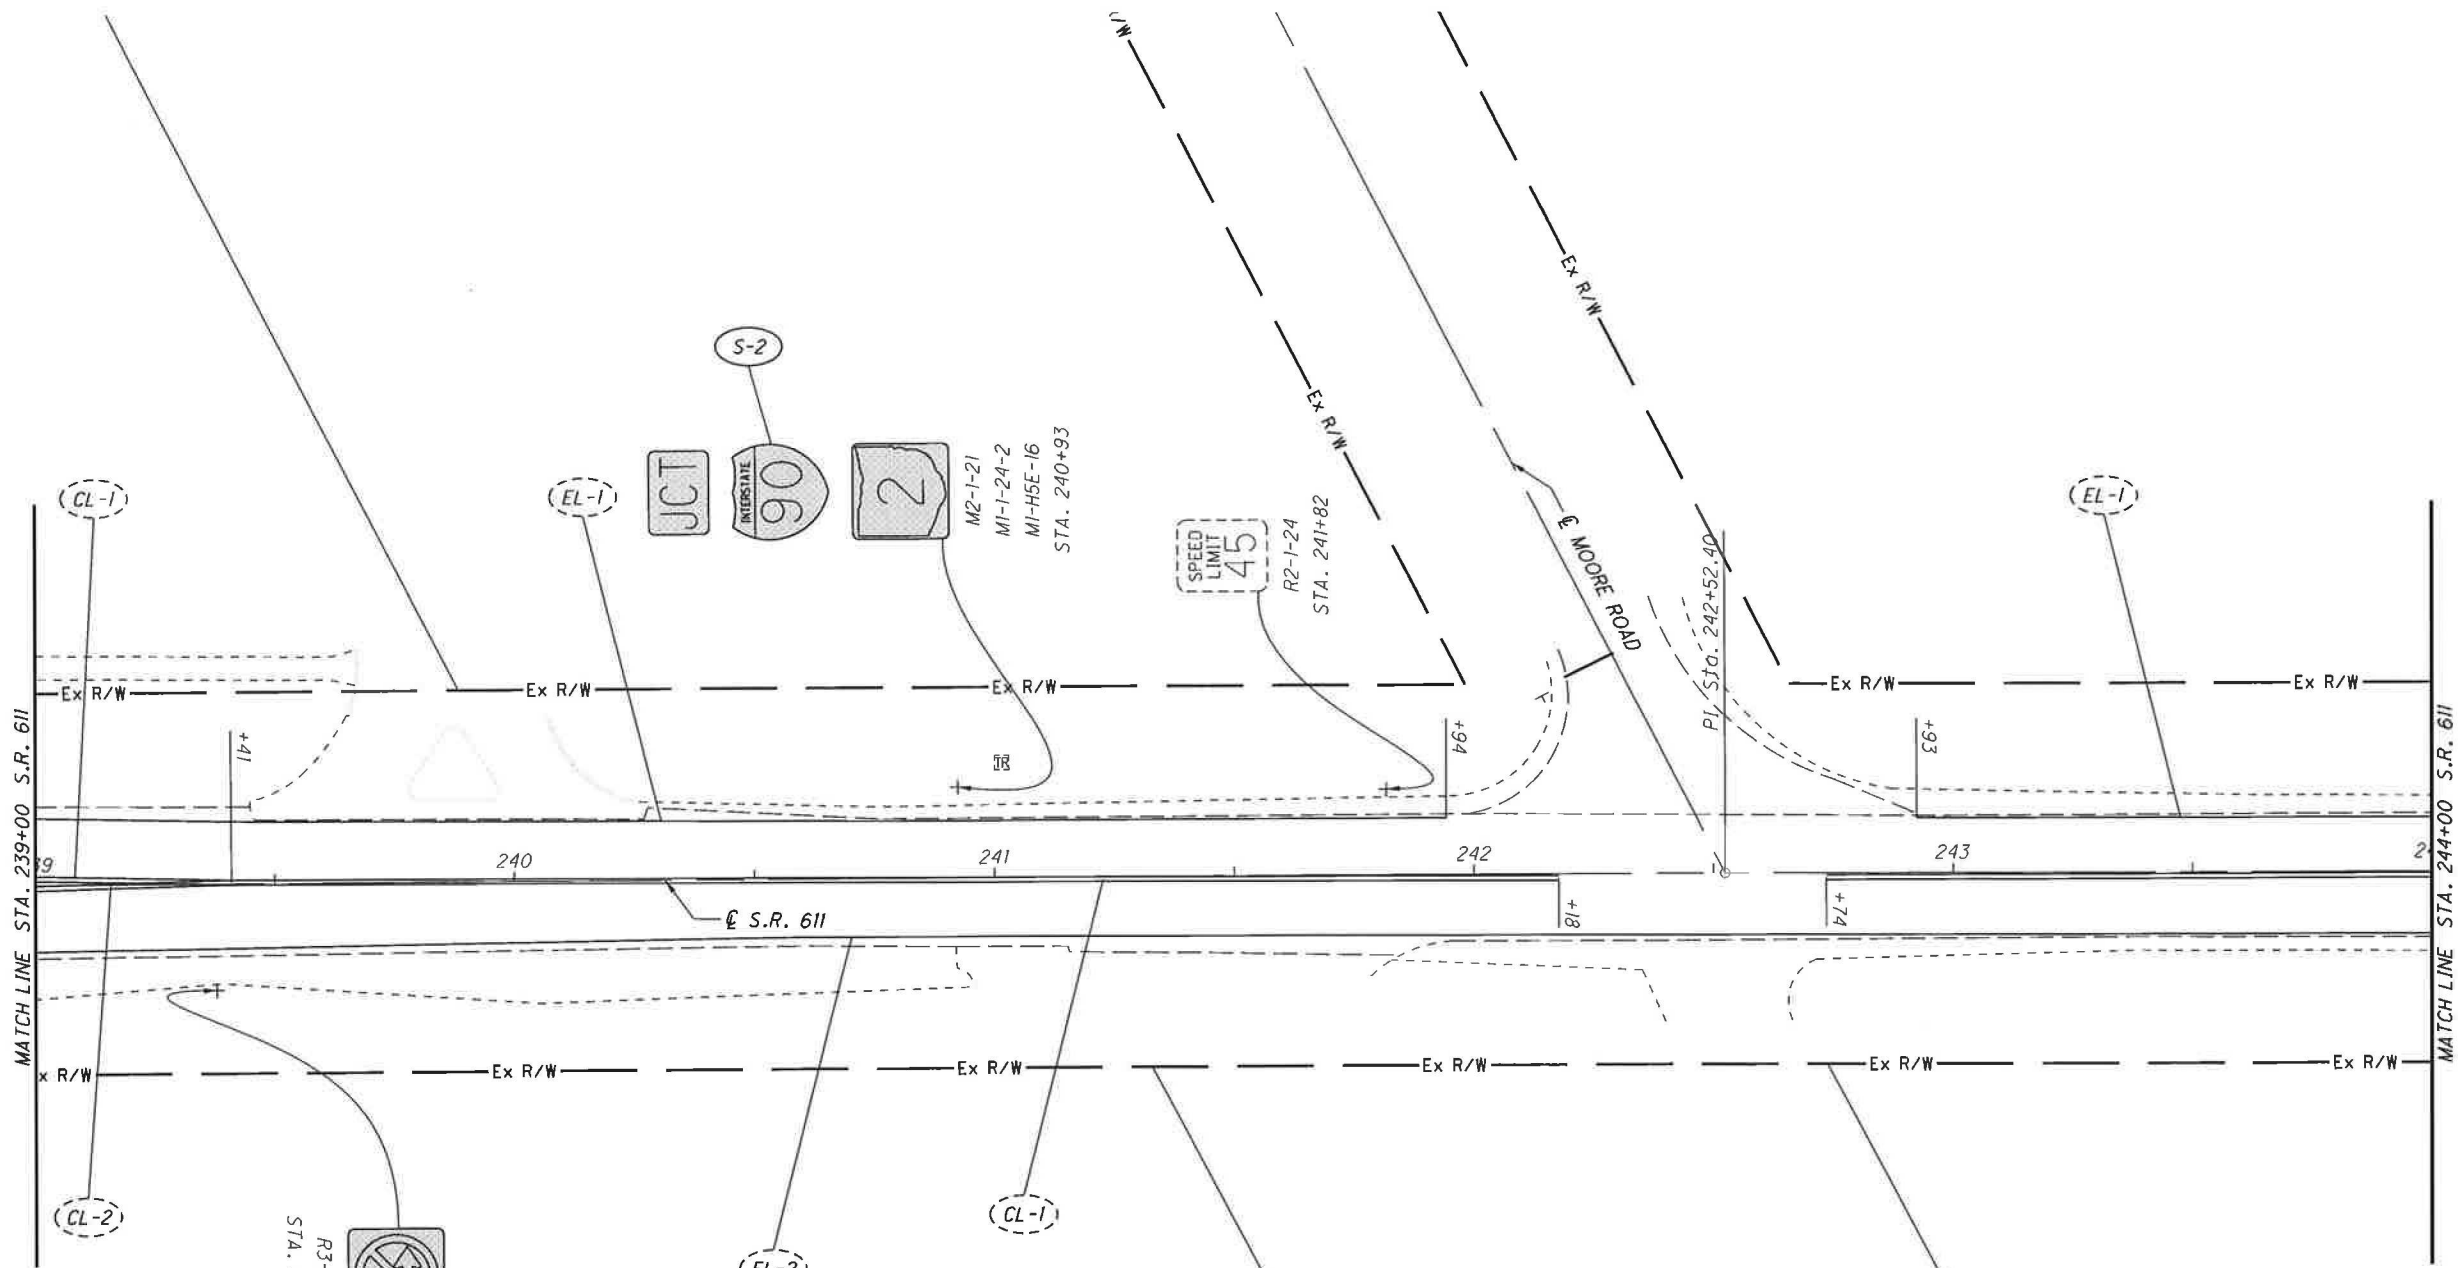 R/W
Ex R/W
Ex R/W
S-2
JCT
INTERSTATE
90
2
M2-1-21
M1-1-24-2
M1-H5E-16
STA. 240+93
CL-1
EL-1
SPEED
LIMIT
45
R2-1-24
STA. 241+82
℄ MOORE ROAD
PI Sta. 242+52.40
EL-1
Ex R/W
Ex R/W
Ex R/W
Ex R/W
Ex R/W
+41
+94
+93
MATCH LINE STA. 239+00 S.R. 611
39
240
241
242
243
24
MATCH LINE STA. 244+00 S.R. 611
℄ S.R. 611
+18
+74
x R/W
Ex R/W
Ex R/W
Ex R/W
Ex R/W
Ex R/W
CL-2
CL-1
R3-
STA.